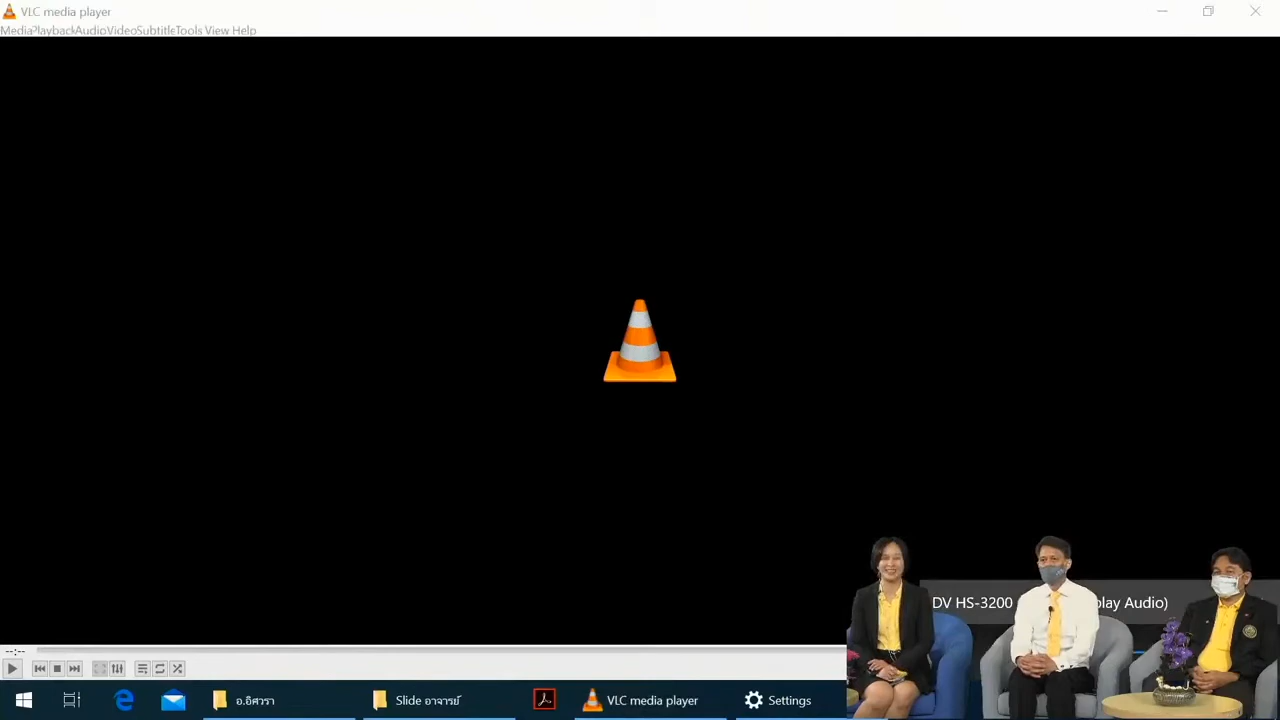 VLC media player
Media Playback Audio Video Subtitle Tools View Help
DV HS-3200
play Audio)
--:--
อ.อิศวรา
Slide อาจารย์
VLC media player
Settings